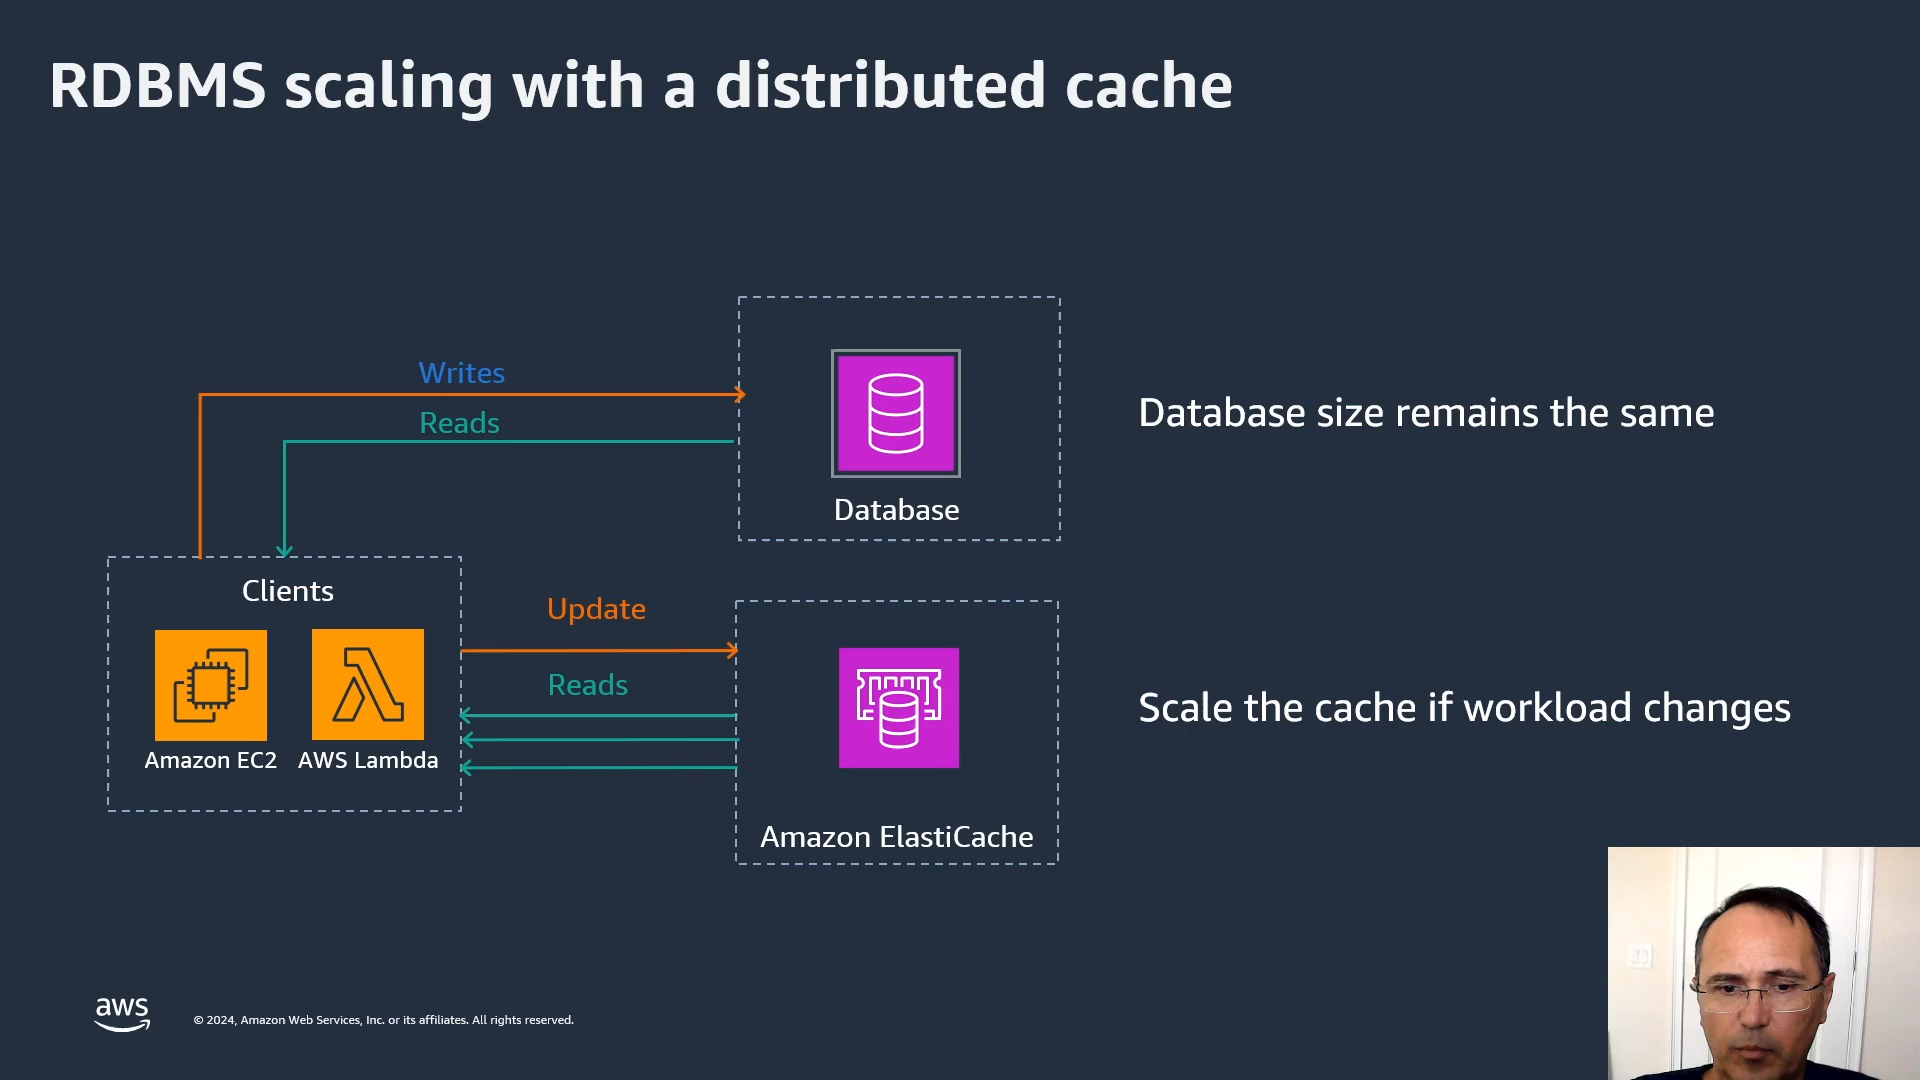 RDBMS scaling with a distributed cache
Writes
Reads
Database
Database size remains the same
Clients
Amazon EC2
AWS Lambda
Update
Reads
Amazon ElastiCache
Scale the cache if workload changes
aws
© 2024, Amazon Web Services, Inc. or its affiliates. All rights reserved.